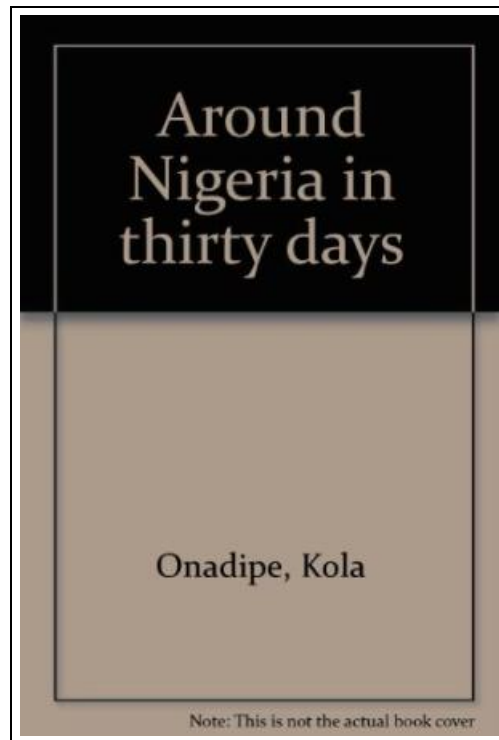 Around
Nigeria in
thirty days
Onadipe, Kola
Note: This is not the actual book cover